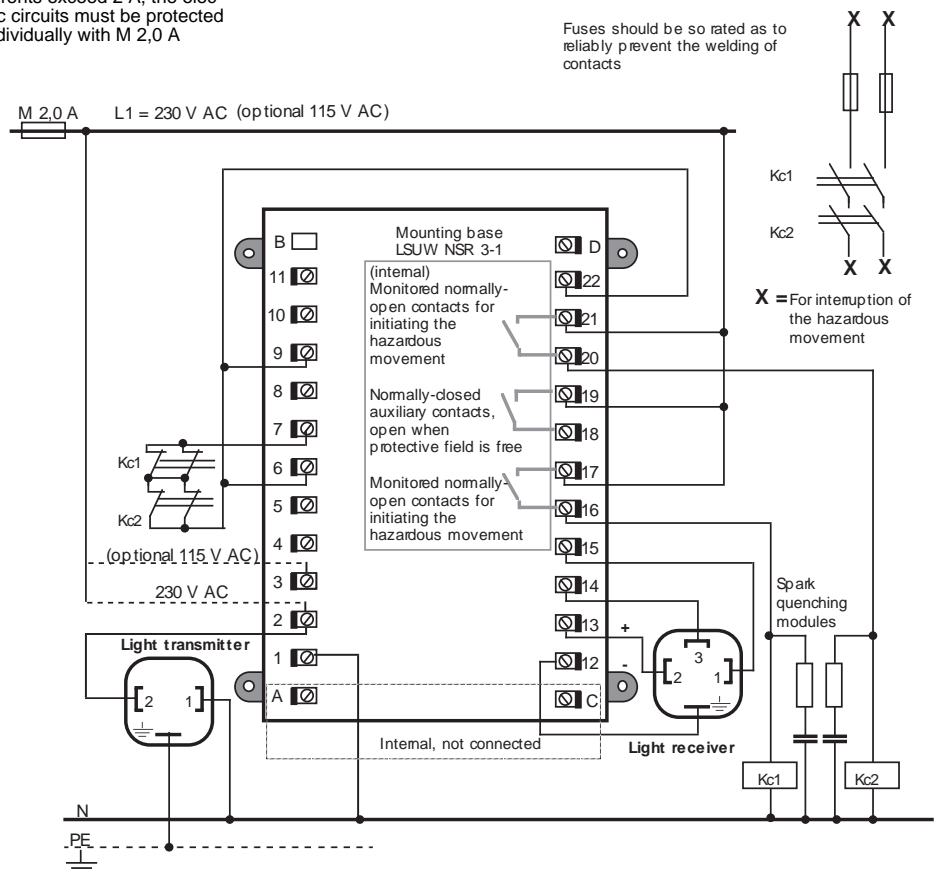 c circuits must be protected
dividually with M 2,0 A
Fuses should be so rated as to
reliably prevent the welding of
contacts
X X
M 2,0 A
L1 = 230 V AC (optional 115 V AC)
Kc1
Kc2
X X
X = For interruption of
the hazardous
movement
Mounting base
LSUW NSR 3-1
B
11
10
9
8
7
6
5
4
3
2
1
A
D
22
21
20
19
18
17
16
15
14
13
12
C
(internal)
Monitored normally-
open contacts for
initiating the
hazardous
movement
Normally-closed
auxiliary contacts,
open when
protective field is free
Monitored normally-
open contacts for
initiating the
hazardous movement
Kc1
Kc2
(optional 115 V AC)
230 V AC
Light transmitter
2 1
Internal, not connected
+
-
3
2 1
Light receiver
Spark
quenching
modules
Kc1
Kc2
N
PE